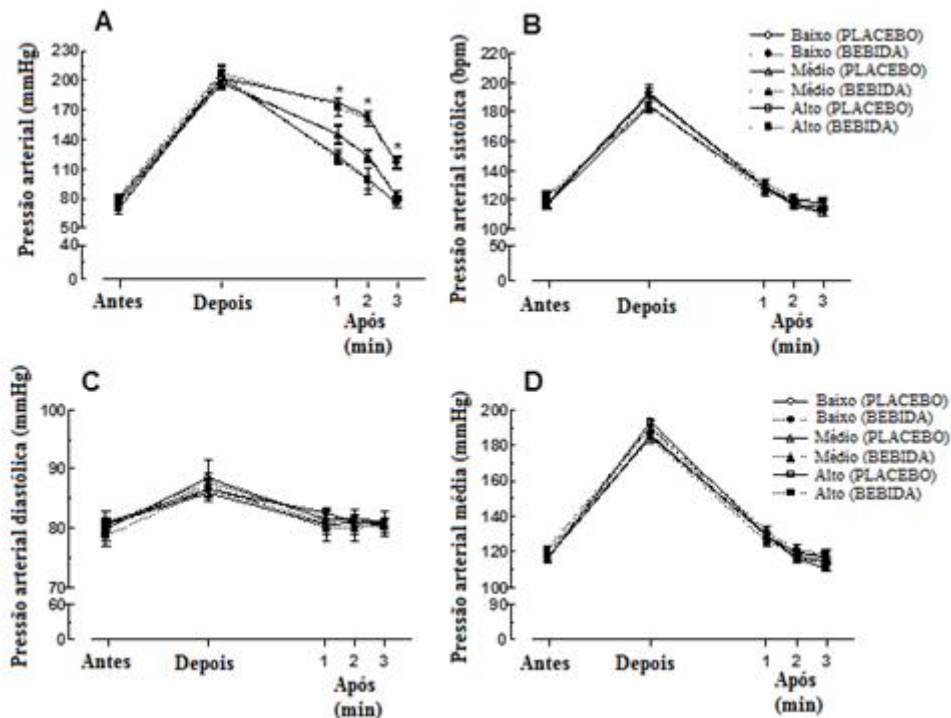 A
Pressão arterial (mmHg)
230
200
170
140
110
80
50
40
0
*
*
*
Antes
Depois
1
2
3
Após
(min)
B
Pressão arterial sistólica (bpm)
220
200
180
160
140
120
100
50
0
Antes
Depois
1
2
3
Após
(min)
Baixo (PLACEBO)
Baixo (BEBIDA)
Médio (PLACEBO)
Médio (BEBIDA)
Alto (PLACEBO)
Alto (BEBIDA)
C
Pressão arterial diastólica (mmHg)
100
90
80
70
60
0
Antes
Depois
1
2
3
Após
(min)
D
Pressão arterial média (mmHg)
200
180
160
140
120
100
90
0
Antes
Depois
1
2
3
Após
(min)
Baixo (PLACEBO)
Baixo (BEBIDA)
Médio (PLACEBO)
Médio (BEBIDA)
Alto (PLACEBO)
Alto (BEBIDA)